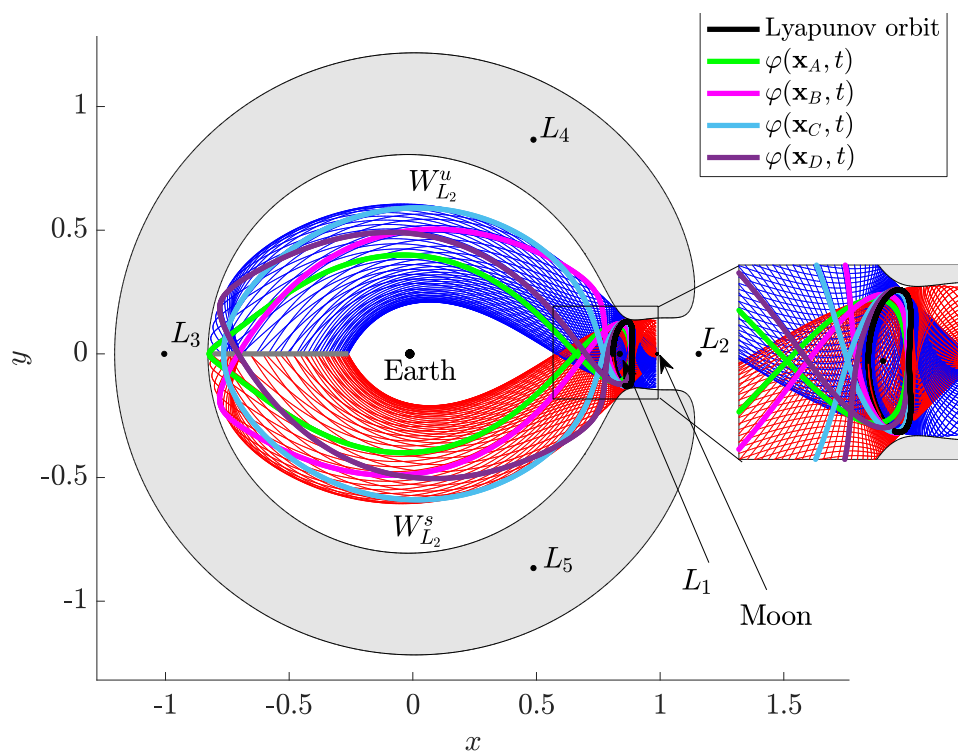 Lyapunov orbit
φ(x_A, t)
φ(x_B, t)
φ(x_C, t)
φ(x_D, t)
1
0.5
0
-0.5
-1
y
L_4
W^u_{L_2}
L_3
Earth
L_2
W^s_{L_2}
L_5
L_1
Moon
-1
-0.5
0
0.5
1
1.5
x